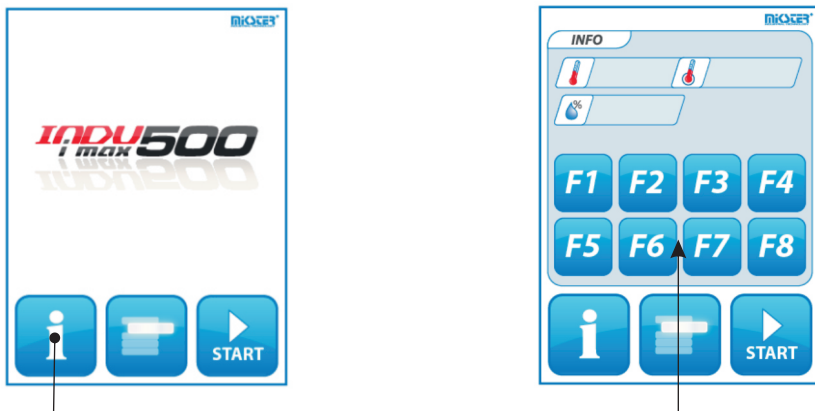 MIKSTER
INDU
i max 500
i
START
MIKSTER
INFO
%
F1 F2 F3 F4
F5 F6 F7 F8
i
START